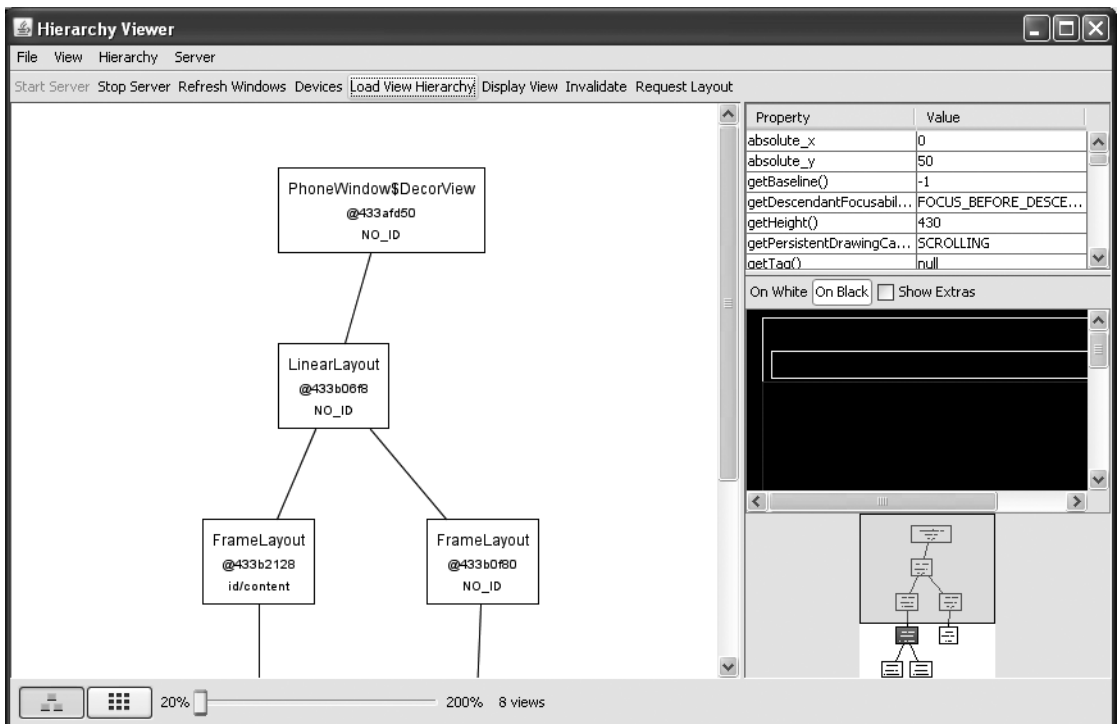 Hierarchy Viewer
File View Hierarchy Server
Start Server Stop Server Refresh Windows Devices Load View Hierarchy Display View Invalidate Request Layout
PhoneWindow$DecorView
@433afd50
NO_ID
LinearLayout
@433b06f8
NO_ID
FrameLayout
@433b2128
id/content
FrameLayout
@433b0f80
NO_ID
Property Value
absolute_x 0
absolute_y 50
getBaseline() -1
getDescendantFocusabil... FOCUS_BEFORE_DESCE...
getHeight() 430
getPersistentDrawingCa... SCROLLING
getTag() null
On White On Black Show Extras
20% 200% 8 views